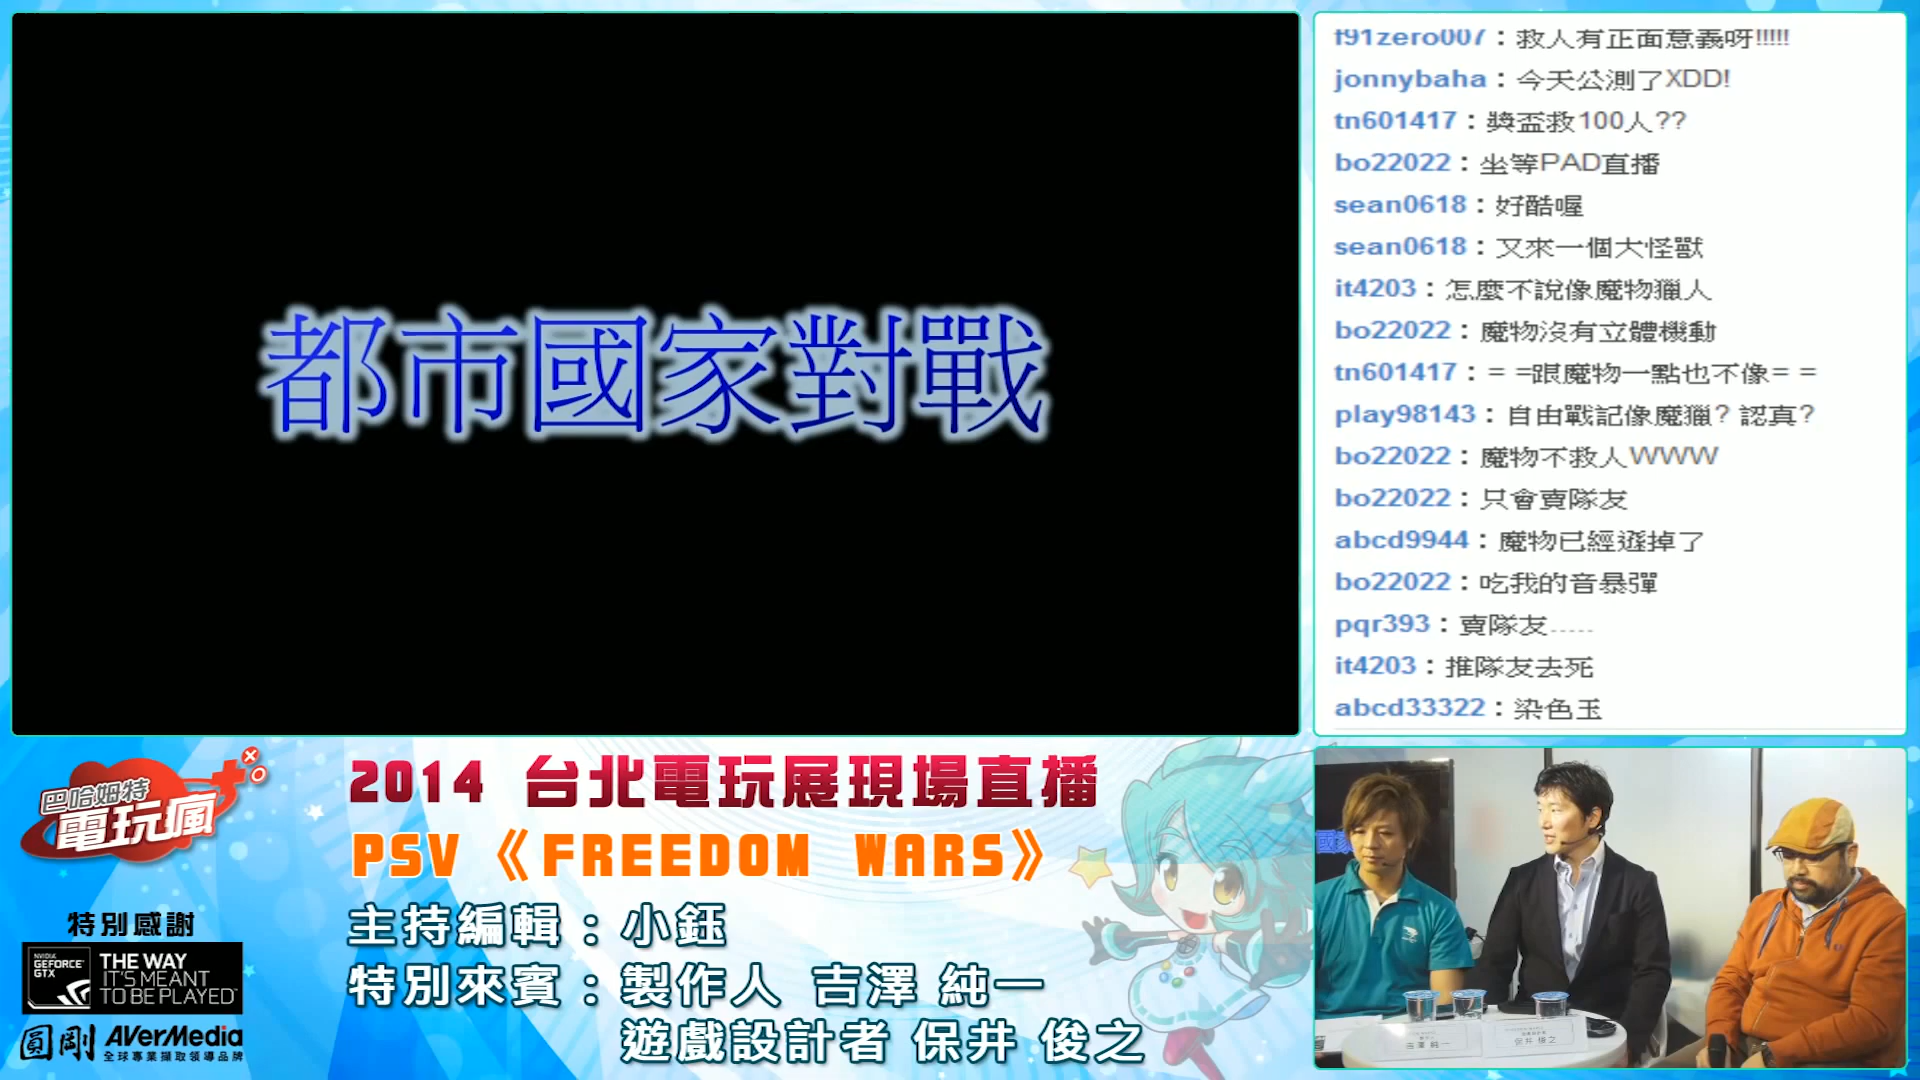 都市國家對戰
f91zero007：救人有正面意義呀!!!!!
jonnybaha：今天公測了XDD!
tn601417：獎盃救100人??
bo22022：坐等PAD直播
sean0618：好酷喔
sean0618：又來一個大怪獸
it4203：怎麼不說像魔物獵人
bo22022：魔物沒有立體機動
tn601417：= =跟魔物一點也不像= =
play98143：自由戰記像魔獵? 認真?
bo22022：魔物不救人WWW
bo22022：只會賣隊友
abcd9944：魔物已經遜掉了
bo22022：吃我的音暴彈
pqr393：賣隊友.....
it4203：推隊友去死
abcd33322：染色玉
巴哈姆特
電玩瘋
2014 台北電玩展現場直播
PSV《FREEDOM WARS》
主持編輯：小鈺
特別來賓：製作人 吉澤 純一
遊戲設計者 保井 俊之
特別感謝
NVIDIA
GEFORCE
GTX
THE WAY
IT'S MEANT
TO BE PLAYED
圓剛 AVerMedia
全球專業擷取領導品牌
吉澤 純一
保井 俊之